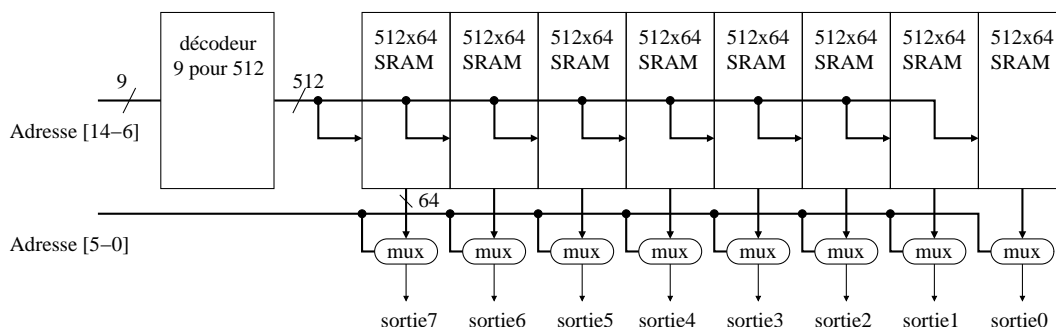 décodeur
9 pour 512
512x64
SRAM
512x64
SRAM
512x64
SRAM
512x64
SRAM
512x64
SRAM
512x64
SRAM
512x64
SRAM
512x64
SRAM
9
512
Adresse [14–6]
64
Adresse [5–0]
mux
mux
mux
mux
mux
mux
mux
mux
sortie7
sortie6
sortie5
sortie4
sortie3
sortie2
sortie1
sortie0